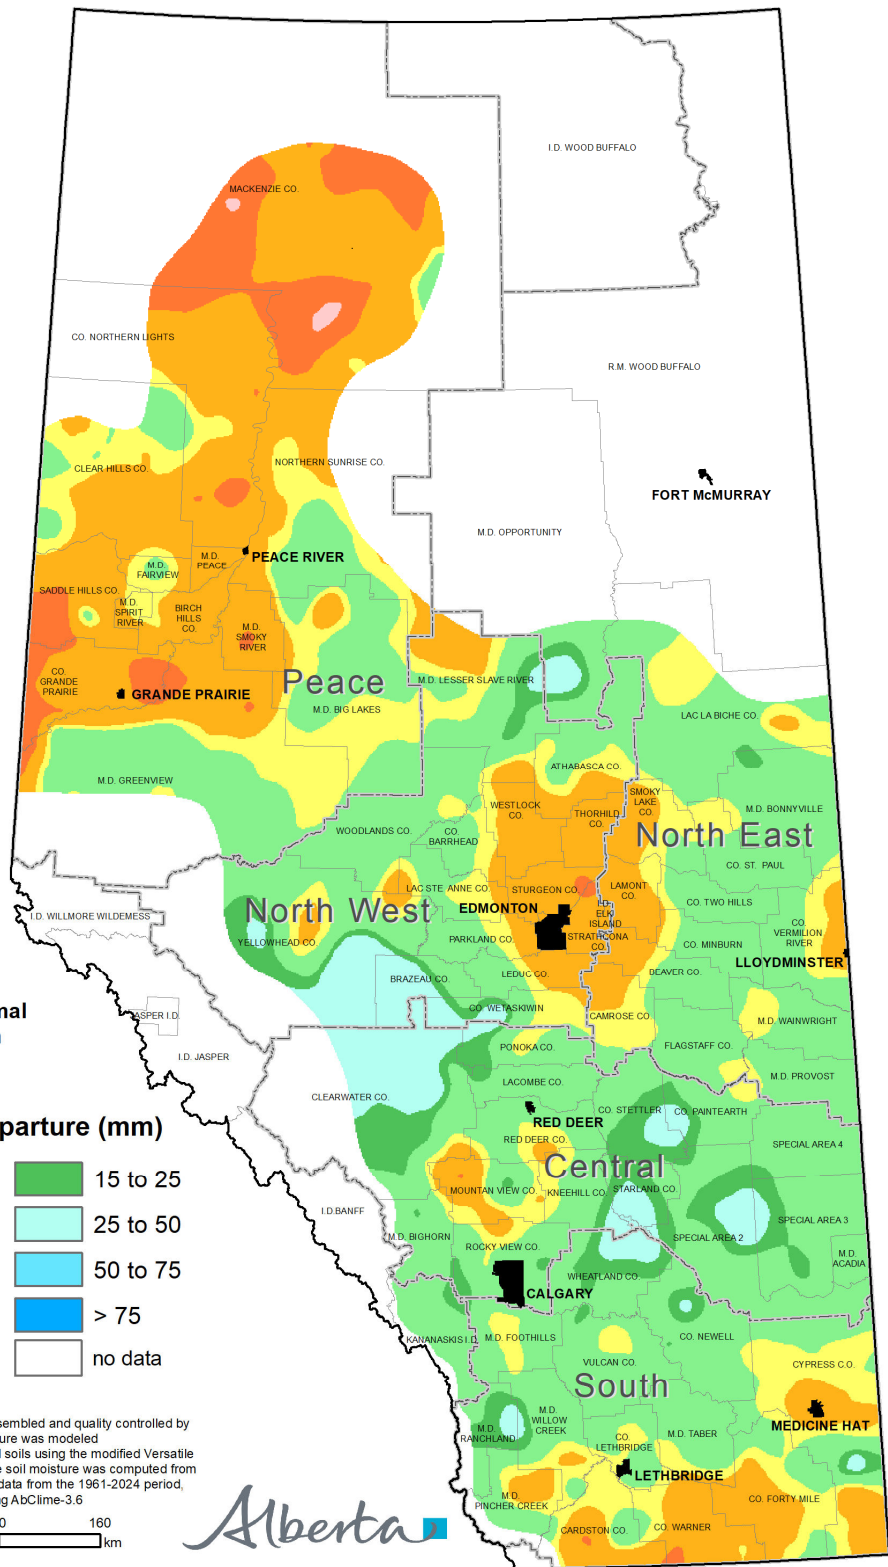 I.D. WOOD BUFFALO
MACKENZIE CO.
CO. NORTHERN LIGHTS
R.M. WOOD BUFFALO
CLEAR HILLS CO.
NORTHERN SUNRISE CO.
FORT McMURRAY
M.D. OPPORTUNITY
PEACE RIVER
M.D.
PEACE
M.D.
FAIRVIEW
SADDLE HILLS CO.
M.D.
SPIRIT
RIVER
BIRCH
HILLS
CO.
M.D.
SMOKY
RIVER
CO.
GRANDE
PRAIRIE
GRANDE PRAIRIE
Peace
M.D. LESSER SLAVE RIVER
M.D. BIG LAKES
LAC LA BICHE CO.
M.D. GREENVIEW
ATHABASCA CO.
WESTLOCK
CO.
THORHILD
CO.
SMOKY
LAKE
CO.
M.D. BONNYVILLE
WOODLANDS CO.
CO.
BARRHEAD
North East
CO. ST. PAUL
LAC STE ANNE CO.
STURGEON CO.
LAMONT
CO.
CO. TWO HILLS
North West
EDMONTON
I.D.
ELK
ISLAND
I.D. WILLMORE WILDEMESS
YELLOWHEAD CO.
PARKLAND CO.
STRATHCONA
CO.
CO. MINBURN
CO.
VERMILION
RIVER
LLOYDMINSTER
BRAZEAU CO.
LEDUC CO.
BEAVER CO.
CO. WETASKIWIN
CAMROSE CO.
M.D. WAINWRIGHT
mal
JASPER I.D.
I.D. JASPER
PONOKA CO.
FLAGSTAFF CO.
LACOMBE CO.
M.D. PROVOST
CLEARWATER CO.
RED DEER
CO. STETTLER
CO. PAINTEARTH
parture (mm)
RED DEER CO.
SPECIAL AREA 4
Central
15 to 25
MOUNTAN VIEW CO.
KNEEHILL CO.
STARLAND CO.
25 to 50
I.D.BANFF
M.D. BIGHORN
ROCKY VIEW CO.
SPECIAL AREA 2
SPECIAL AREA 3
M.D.
ACADIA
50 to 75
WHEATLAND CO.
CALGARY
> 75
KANANASKIS I.D.
M.D. FOOTHILLS
CO. NEWELL
no data
VULCAN CO.
CYPRESS C.O.
South
sembled and quality controlled by
ure was modeled
d soils using the modified Versatile
e soil moisture was computed from
data from the 1961-2024 period,
ng AbClime-3.6
M.D.
RANCHLAND
M.D.
WILLOW
CREEK
CO.
LETHBRIDGE
M.D. TABER
MEDICINE HAT
LETHBRIDGE
M.D.
PINCHER CREEK
CO. FORTY MILE
CARDSTON CO.
CO. WARNER
0 160
km
Alberta